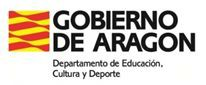 GOBIERNO
DE ARAGON
Departamento de Educación,
Cultura y Deporte